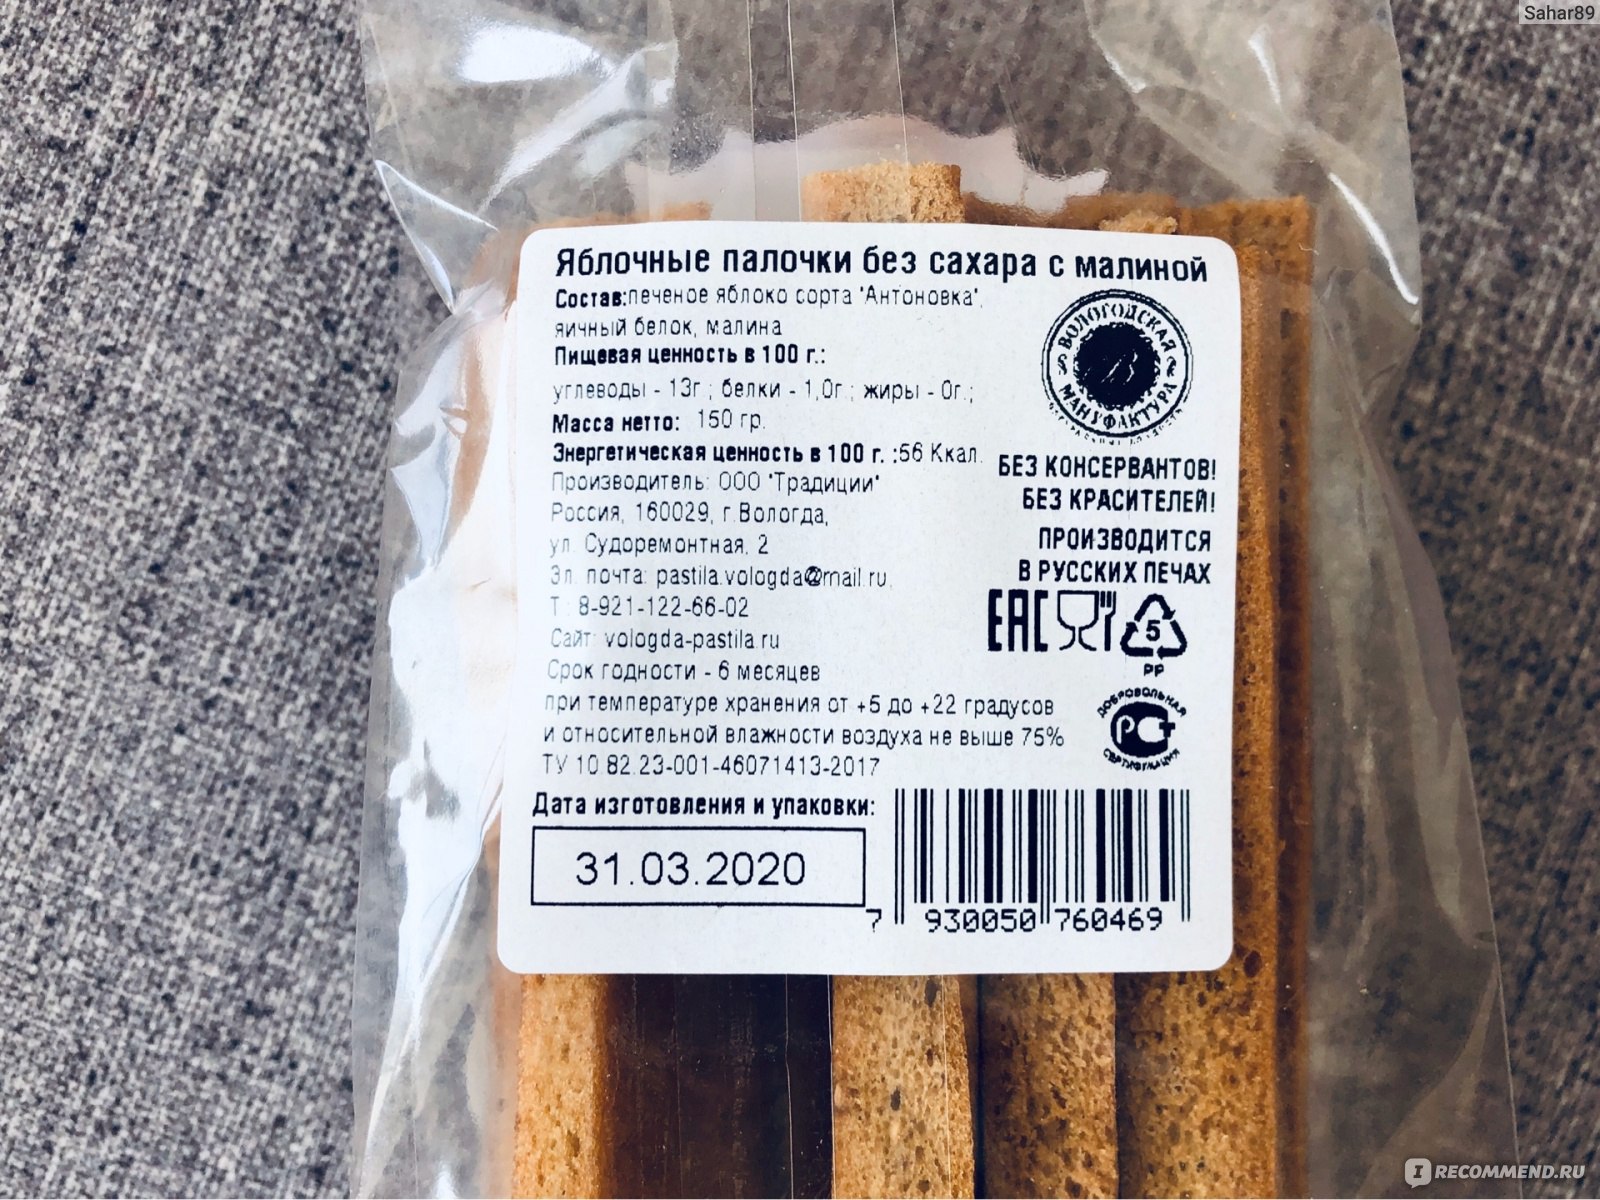 Sahar89
Яблочные палочки без сахара с малиной
Состав:печеное яблоко сорта "Антоновка",
яичный белок, малина
Пищевая ценность в 100 г.:
углеводы - 13г.; белки - 1,0г.; жиры - 0г.;
Масса нетто: 150 гр.
Энергетическая ценность в 100 г. :56 Ккал.
Производитель: ООО "Традиции"
Россия, 160029, г.Вологда,
ул. Судоремонтная, 2
Эл. почта: pastila.vologda@mail.ru,
Т.: 8-921-122-66-02
Сайт: vologda-pastila.ru
Срок годности - 6 месяцев
при температуре хранения от +5 до +22 градусов
и относительной влажности воздуха не выше 75%
ТУ 10.82.23-001-46071413-2017
ВОЛОГОДСКАЯ
МАНУФАКТУРА
БЕЗ КОНСЕРВАНТОВ!
БЕЗ КРАСИТЕЛЕЙ!
ПРОИЗВОДИТСЯ
В РУССКИХ ПЕЧАХ
EAC
5
PP
ДОБРОВОЛЬНАЯ
РСТ
СЕРТИФИКАЦИЯ
Дата изготовления и упаковки:
31.03.2020
7 930050 760469
IRECOMMEND.RU